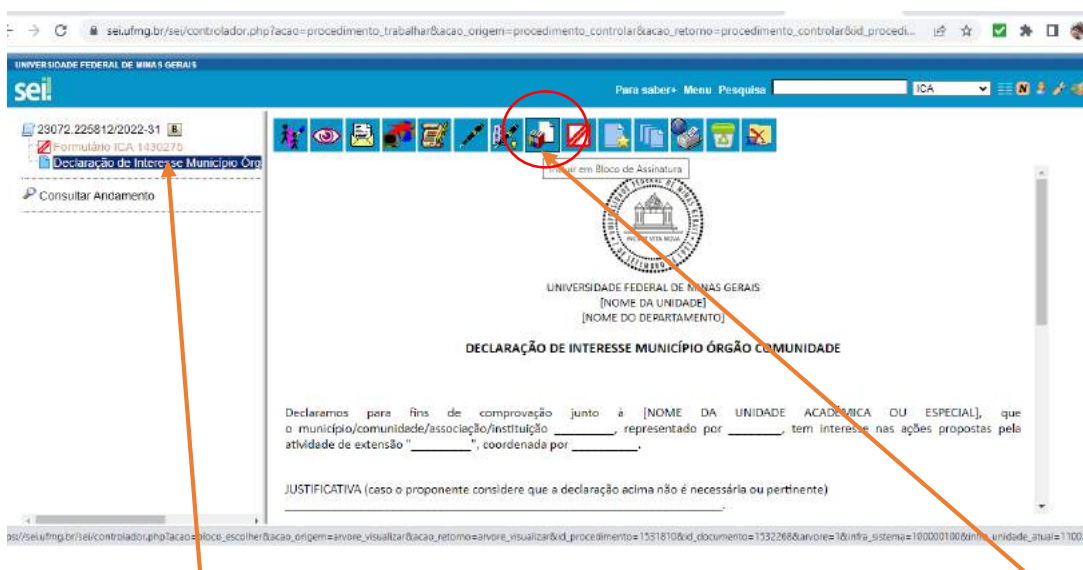 sei.ufmg.br/sei/controlador.php?acao=procedimento_trabalhar&acao_origem=procedimento_controlar&acao_retorno=procedimento_controlar&id_procedi...
UNIVERSIDADE FEDERAL DE MINAS GERAIS
sei!
Para saber+ Menu Pesquisa
ICA
23072.225812/2022-31
Formulário ICA 1430275
Declaração de Interesse Município Órg
Consultar Andamento
Incluir em Bloco de Assinatura
UNIVERSIDADE FEDERAL DE MINAS GERAIS
[NOME DA UNIDADE]
[NOME DO DEPARTAMENTO]
DECLARAÇÃO DE INTERESSE MUNICÍPIO ÓRGÃO COMUNIDADE
Declaramos para fins de comprovação junto à [NOME DA UNIDADE ACADÊMICA OU ESPECIAL], que
o município/comunidade/associação/instituição _________, representado por ________, tem interesse nas ações propostas pela
atividade de extensão "_________", coordenada por __________.
JUSTIFICATIVA (caso o proponente considere que a declaração acima não é necessária ou pertinente)